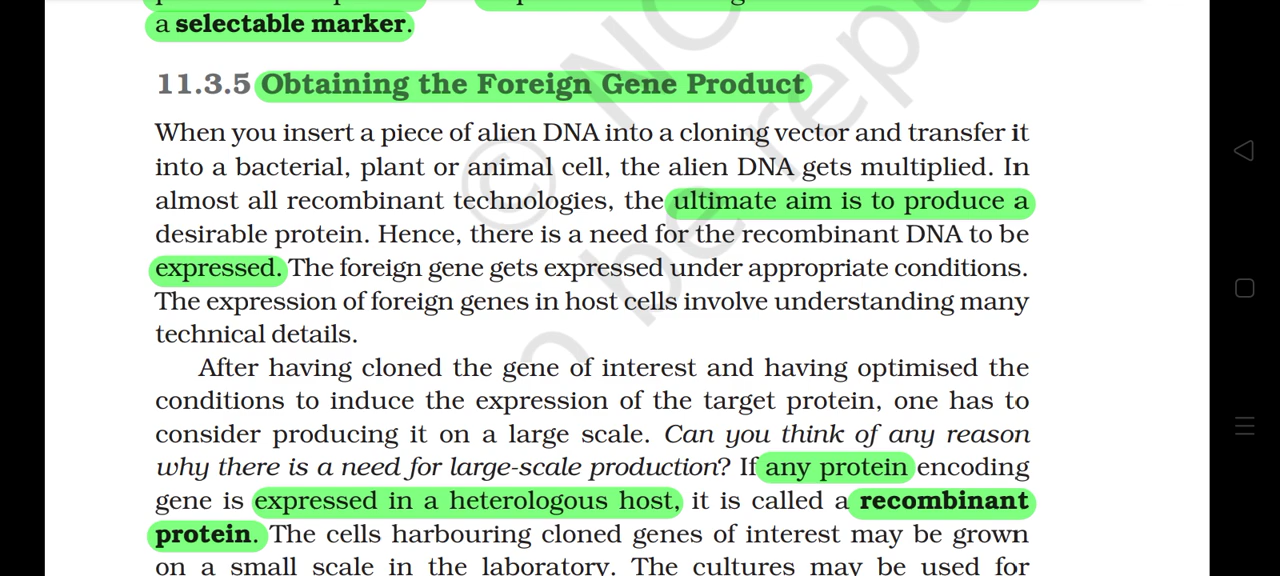 a selectable marker.
11.3.5 Obtaining the Foreign Gene Product
When you insert a piece of alien DNA into a cloning vector and transfer it
into a bacterial, plant or animal cell, the alien DNA gets multiplied. In
almost all recombinant technologies, the ultimate aim is to produce a
desirable protein. Hence, there is a need for the recombinant DNA to be
expressed. The foreign gene gets expressed under appropriate conditions.
The expression of foreign genes in host cells involve understanding many
technical details.
After having cloned the gene of interest and having optimised the
conditions to induce the expression of the target protein, one has to
consider producing it on a large scale. Can you think of any reason
why there is a need for large-scale production? If any protein encoding
gene is expressed in a heterologous host, it is called a recombinant
protein. The cells harbouring cloned genes of interest may be grown
on a small scale in the laboratory. The cultures may be used for